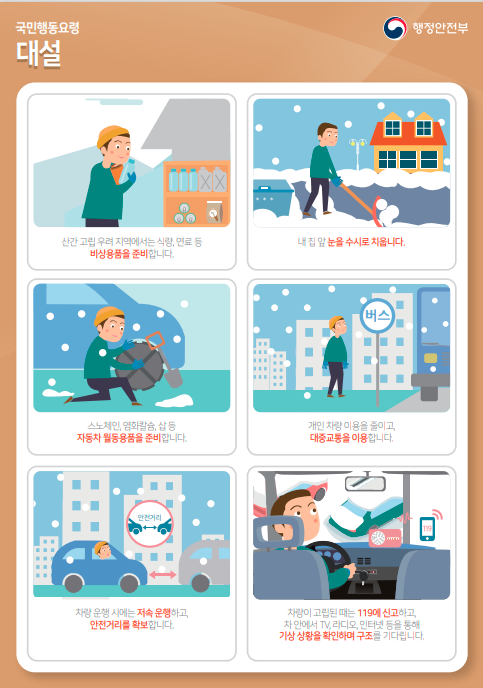 국민행동요령
행정안전부
대설
산간 고립 우려 지역에서는 식량, 연료 등
비상용품을 준비합니다.
내 집 앞 눈을 수시로 치웁니다.
스노체인, 염화칼슘, 삽 등
자동차 월동용품을 준비합니다.
버스
개인 차량 이용을 줄이고,
대중교통을 이용합니다.
안전거리
차량 운행 시에는 저속 운행하고,
안전거리를 확보합니다.
119
차량이 고립된 때는 119에 신고하고,
차 안에서 TV, 라디오, 인터넷 등을 통해
기상 상황을 확인하며 구조를 기다립니다.